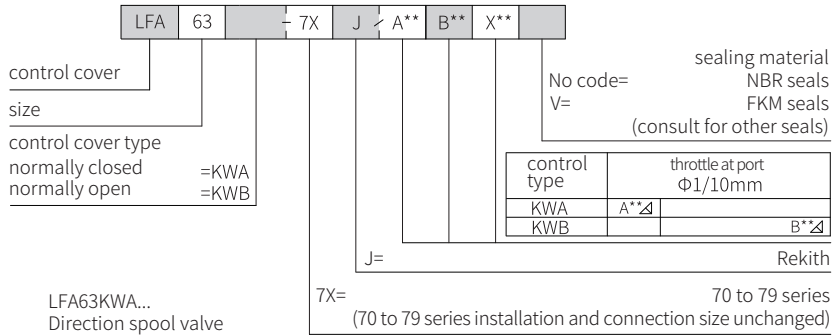 LFA 63 - 7X J / A** B** X**
control cover
size
control cover type
normally closed =KWA
normally open =KWB
sealing material
No code= NBR seals
V= FKM seals
(consult for other seals)
control type throttle at port Φ1/10mm
KWA A**
KWB B**
J= Rekith
7X= 70 to 79 series
(70 to 79 series installation and connection size unchanged)
LFA63KWA...
Direction spool valve